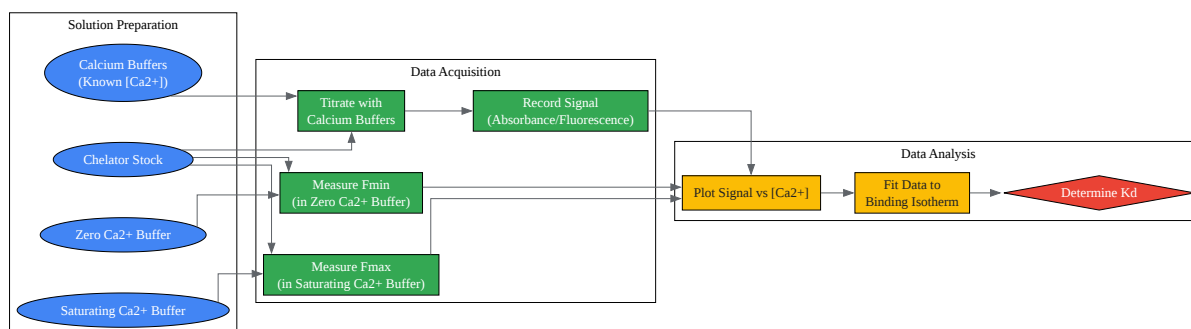 Solution Preparation
Calcium Buffers
(Known [Ca2+])
Chelator Stock
Zero Ca2+ Buffer
Saturating Ca2+ Buffer
Data Acquisition
Titrate with
Calcium Buffers
Record Signal
(Absorbance/Fluorescence)
Measure Fmin
(in Zero Ca2+ Buffer)
Measure Fmax
(in Saturating Ca2+ Buffer)
Data Analysis
Plot Signal vs [Ca2+]
Fit Data to
Binding Isotherm
Determine Kd